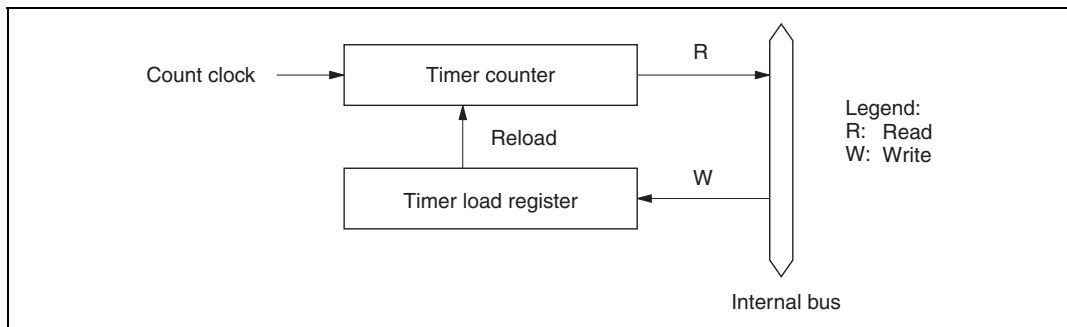 Count clock
Timer counter
R
Reload
Timer load register
W
Legend:
R: Read
W: Write
Internal bus